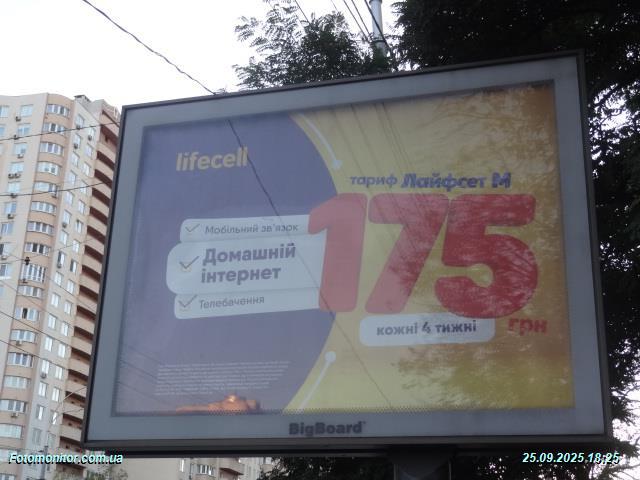 lifecell
тариф Лайфсет М
175
грн
кожні 4 тижні
Мобільний зв'язок
Домашній
інтернет
Телебачення
BigBoard
Fotomonitor.com.ua
25.09.2025 18:25